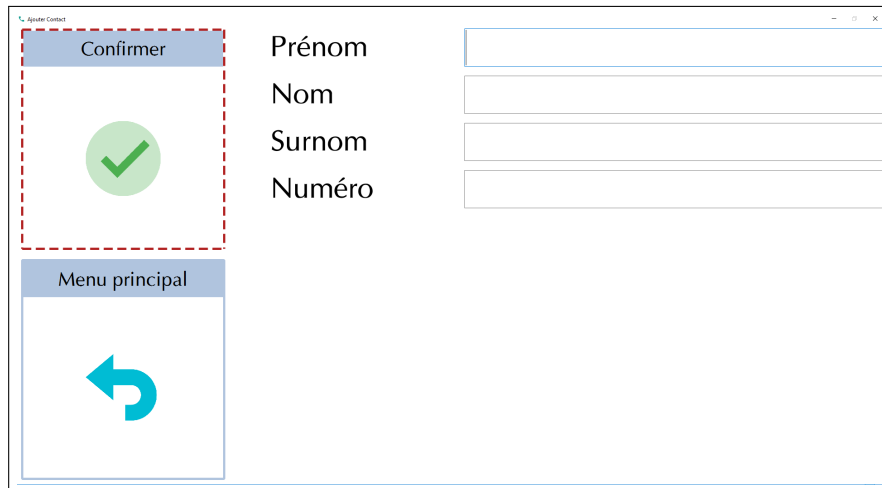 Ajouter Contact
Confirmer
Menu principal
Prénom
Nom
Surnom
Numéro